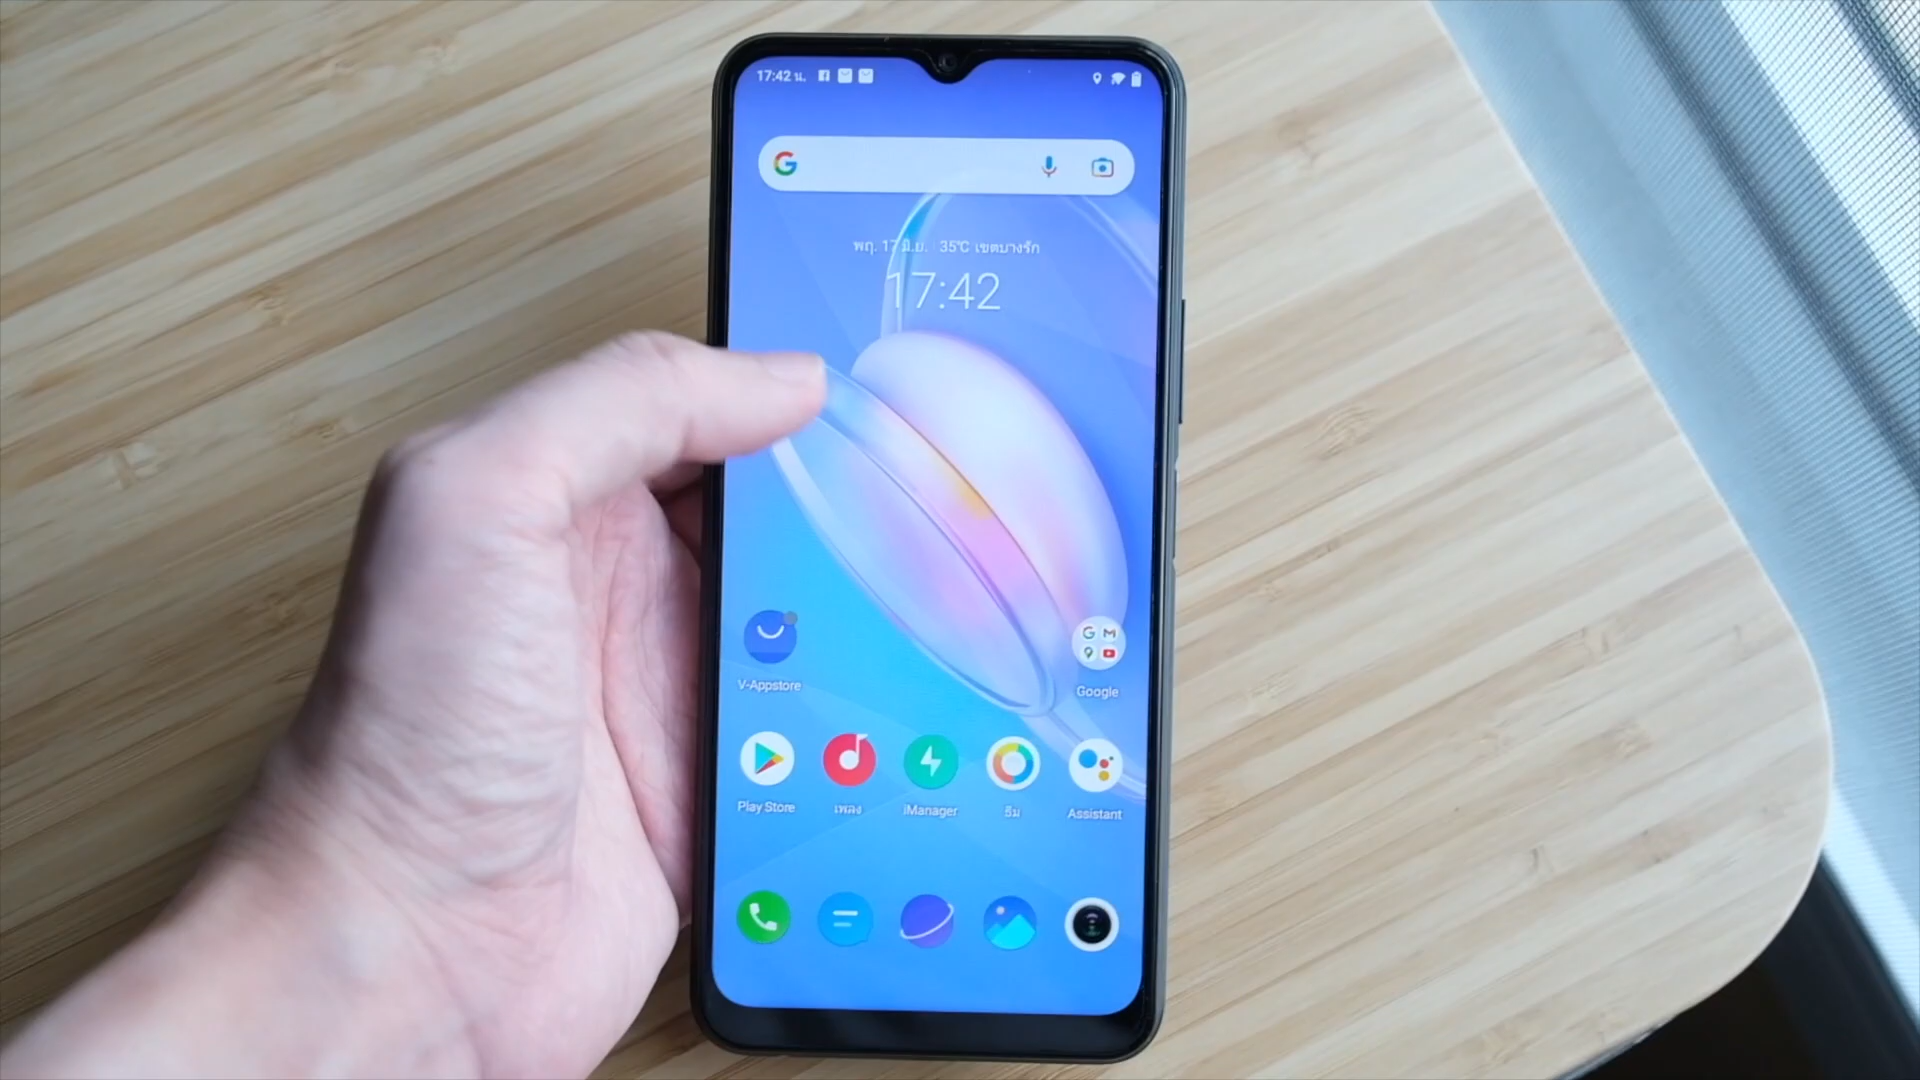 17:42 น.
พฤ. 17 มิ.ย. 35°C เขตบางรัก
17:42
V-Appstore
Google
Play Store
เพลง
iManager
ธีม
Assistant